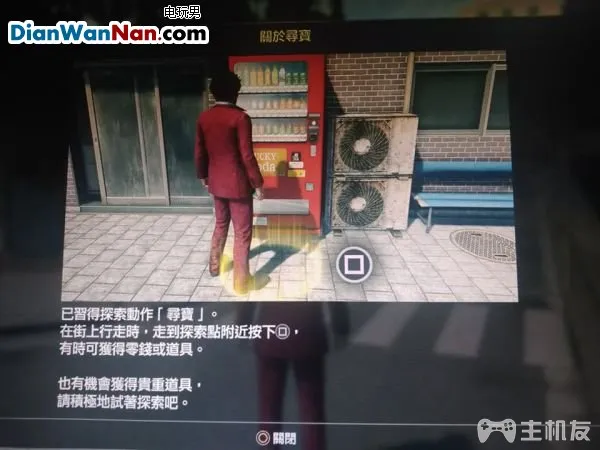 电玩男
DianWanNan.com
關於尋寶
LUCKY
已習得探索動作「尋寶」。
在街上行走時，走到探索點附近按下□，
有時可獲得零錢或道具。
也有機會獲得貴重道具，
請積極地試著探索吧。
◎ 關閉
主机友